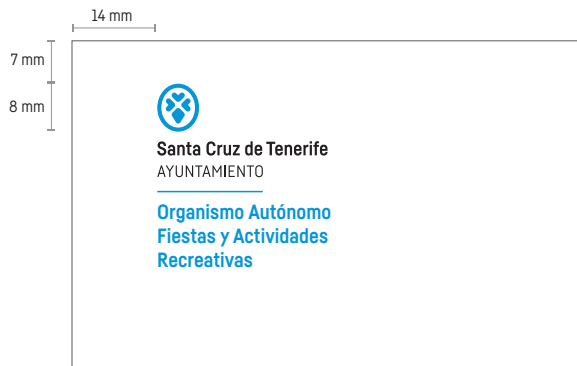 14 mm
7 mm
8 mm
Santa Cruz de Tenerife
AYUNTAMIENTO
Organismo Autónomo
Fiestas y Actividades
Recreativas